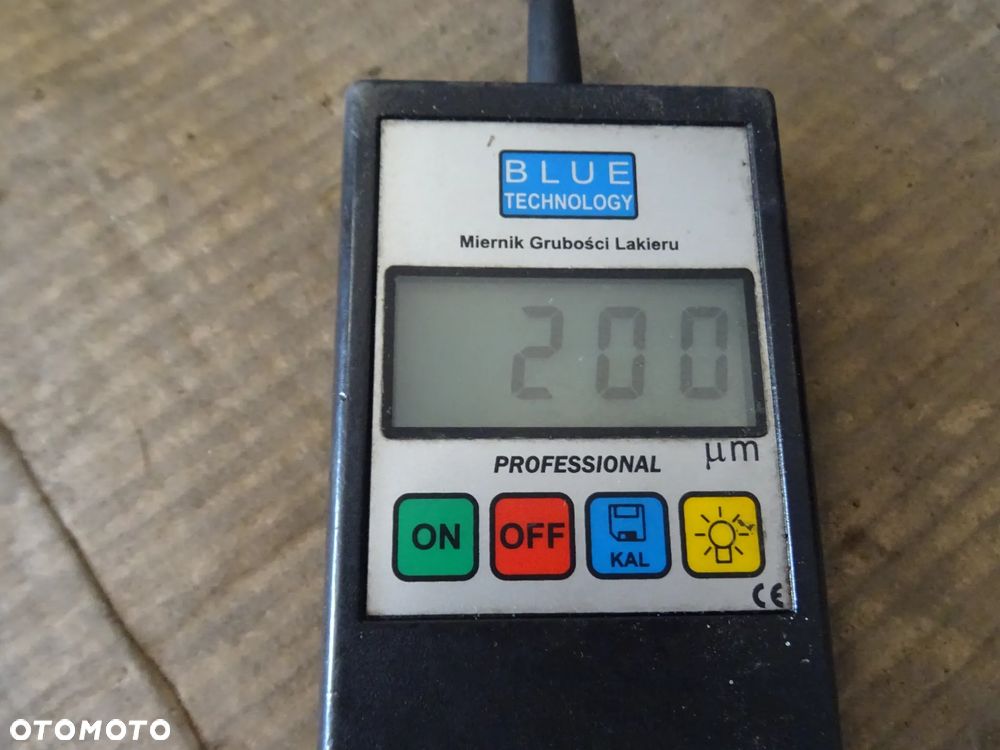 BLUE
TECHNOLOGY
Miernik Grubości Lakieru
200
μm
PROFESSIONAL
ON OFF KAL
CE
OTOMOTO